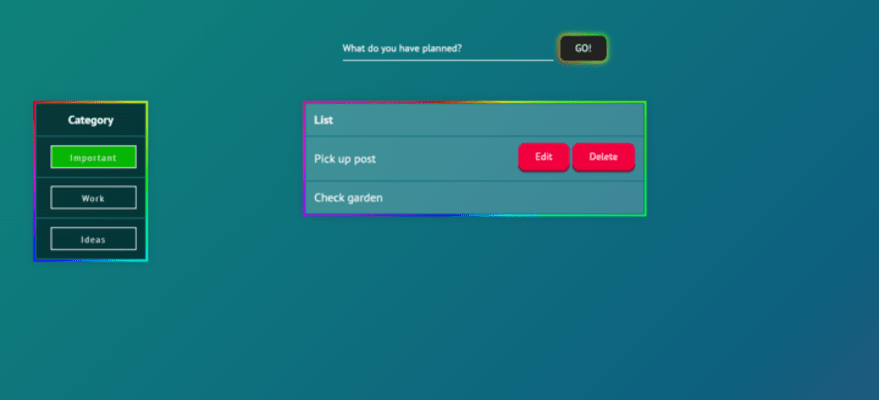 What do you have planned?
GO!
Category
Important
Work
Ideas
List
Pick up post
Edit
Delete
Check garden